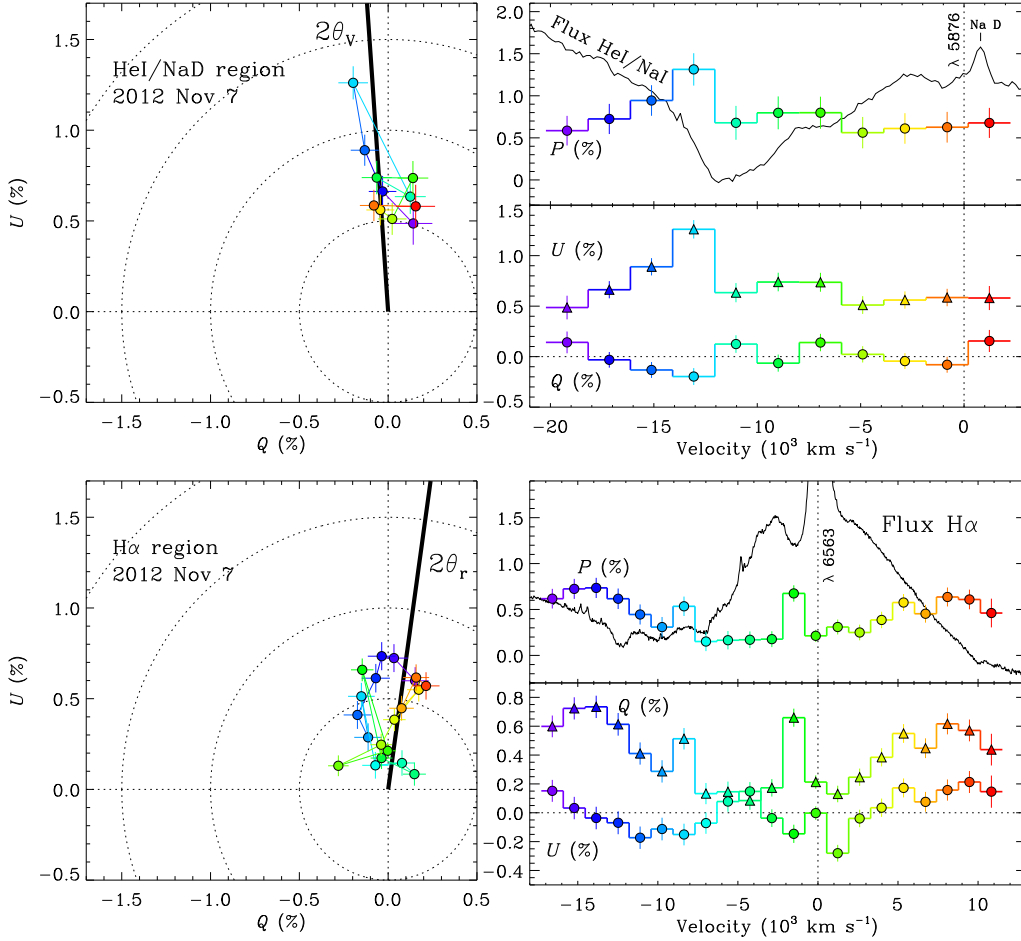 HeI/NaD region
2012 Nov 7
2θV
U (%)
1.5
1.0
0.5
0.0
−0.5
−1.5 −1.0 −0.5 0.0 0.5
Q (%)
Flux HeI/NaI
λ 5876
Na D
P (%)
2.0
1.5
1.0
0.5
0
U (%)
Q (%)
1.5
1.0
0.5
0.0
−0.5
−20 −15 −10 −5 0
Velocity (10³ km s⁻¹)
Hα region
2012 Nov 7
2θr
U (%)
1.5
1.0
0.5
0.0
−0.5
−1.5 −1.0 −0.5 0.0 0.5
Q (%)
P (%)
λ 6563
Flux Hα
1.5
1.0
0.5
0.0
Q (%)
U (%)
0.8
0.6
0.4
0.2
0.0
−0.2
−0.4
−15 −10 −5 0 5 10
Velocity (10³ km s⁻¹)